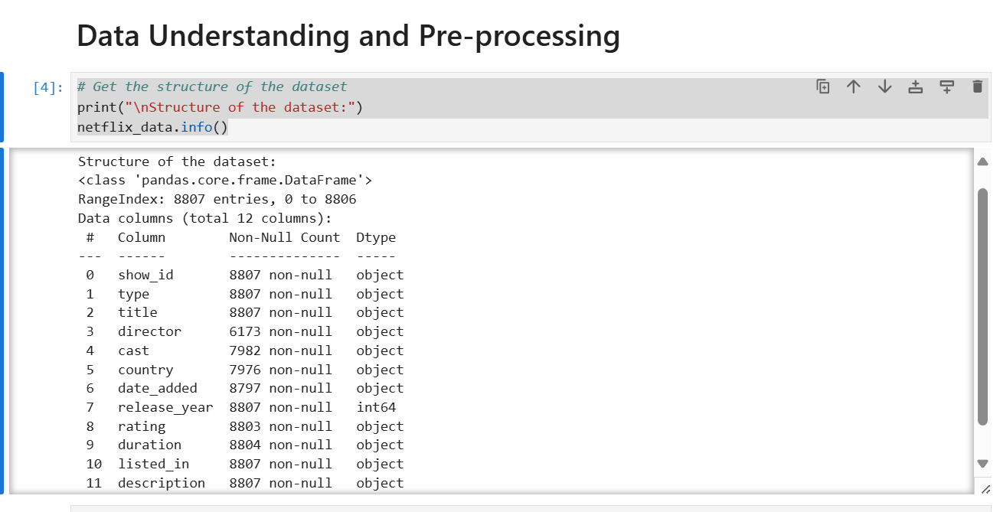 Data Understanding and Pre-processing
[4]: # Get the structure of the dataset
print("\nStructure of the dataset:")
netflix_data.info()
Structure of the dataset:
<class 'pandas.core.frame.DataFrame'>
RangeIndex: 8807 entries, 0 to 8806
Data columns (total 12 columns):
 #   Column        Non-Null Count  Dtype
---  ------        --------------  -----
 0   show_id       8807 non-null   object
 1   type          8807 non-null   object
 2   title         8807 non-null   object
 3   director      6173 non-null   object
 4   cast          7982 non-null   object
 5   country       7976 non-null   object
 6   date_added    8797 non-null   object
 7   release_year  8807 non-null   int64
 8   rating        8803 non-null   object
 9   duration      8804 non-null   object
 10  listed_in     8807 non-null   object
 11  description   8807 non-null   object